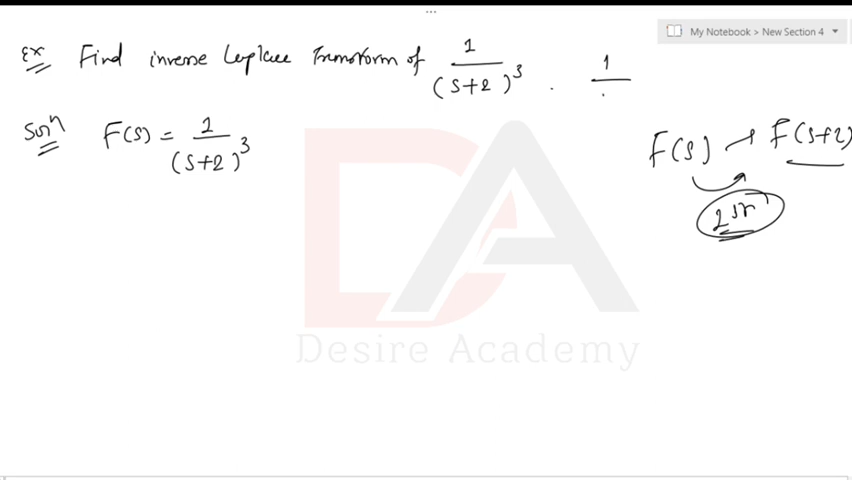 My Notebook > New Section 4
Ex Find inverse Leplace Transform of 1/(s+2)^3 . 1/
Sol^n F(s) = 1/(s+2)^3
F(s) → F(s+2)
Desire Academy